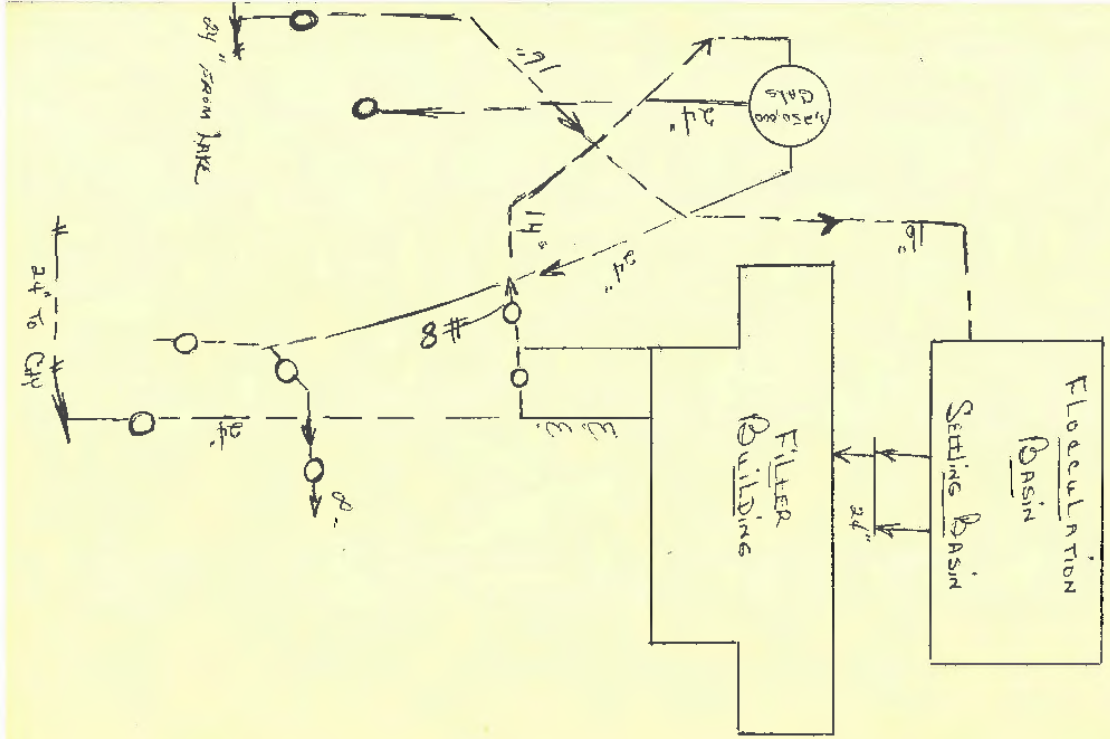 24" FROM LAKE
16"
24"
GALS
14"
24"
16"
#8
24" TO CITY
24"
8"
FILTER
BUILDING
24"
FLOCCULATION
BASIN
SETTLING BASIN